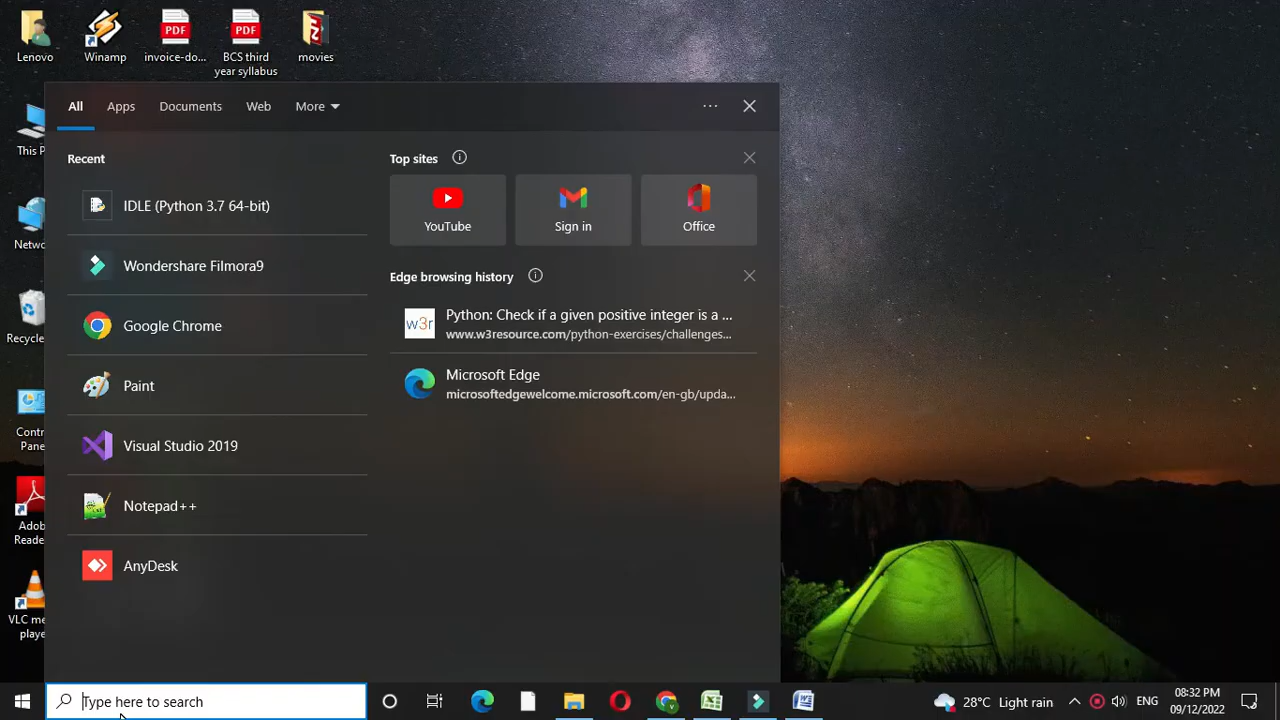 Lenovo
Winamp
invoice-do...
BCS third
year syllabus
movies
PDF
PDF
All
Apps
Documents
Web
More
...
This P
Netwo
Recycle
Contr
Panel
Adob
Reade
VLC me
playe
Recent
IDLE (Python 3.7 64-bit)
Wondershare Filmora9
Google Chrome
Paint
Visual Studio 2019
Notepad++
AnyDesk
Top sites
YouTube
Sign in
Office
Edge browsing history
w3r
Python: Check if a given positive integer is a ...
www.w3resource.com/python-exercises/challenges...
Microsoft Edge
microsoftedgewelcome.microsoft.com/en-gb/upda...
Type here to search
28°C Light rain
ENG
08:32 PM
09/12/2022